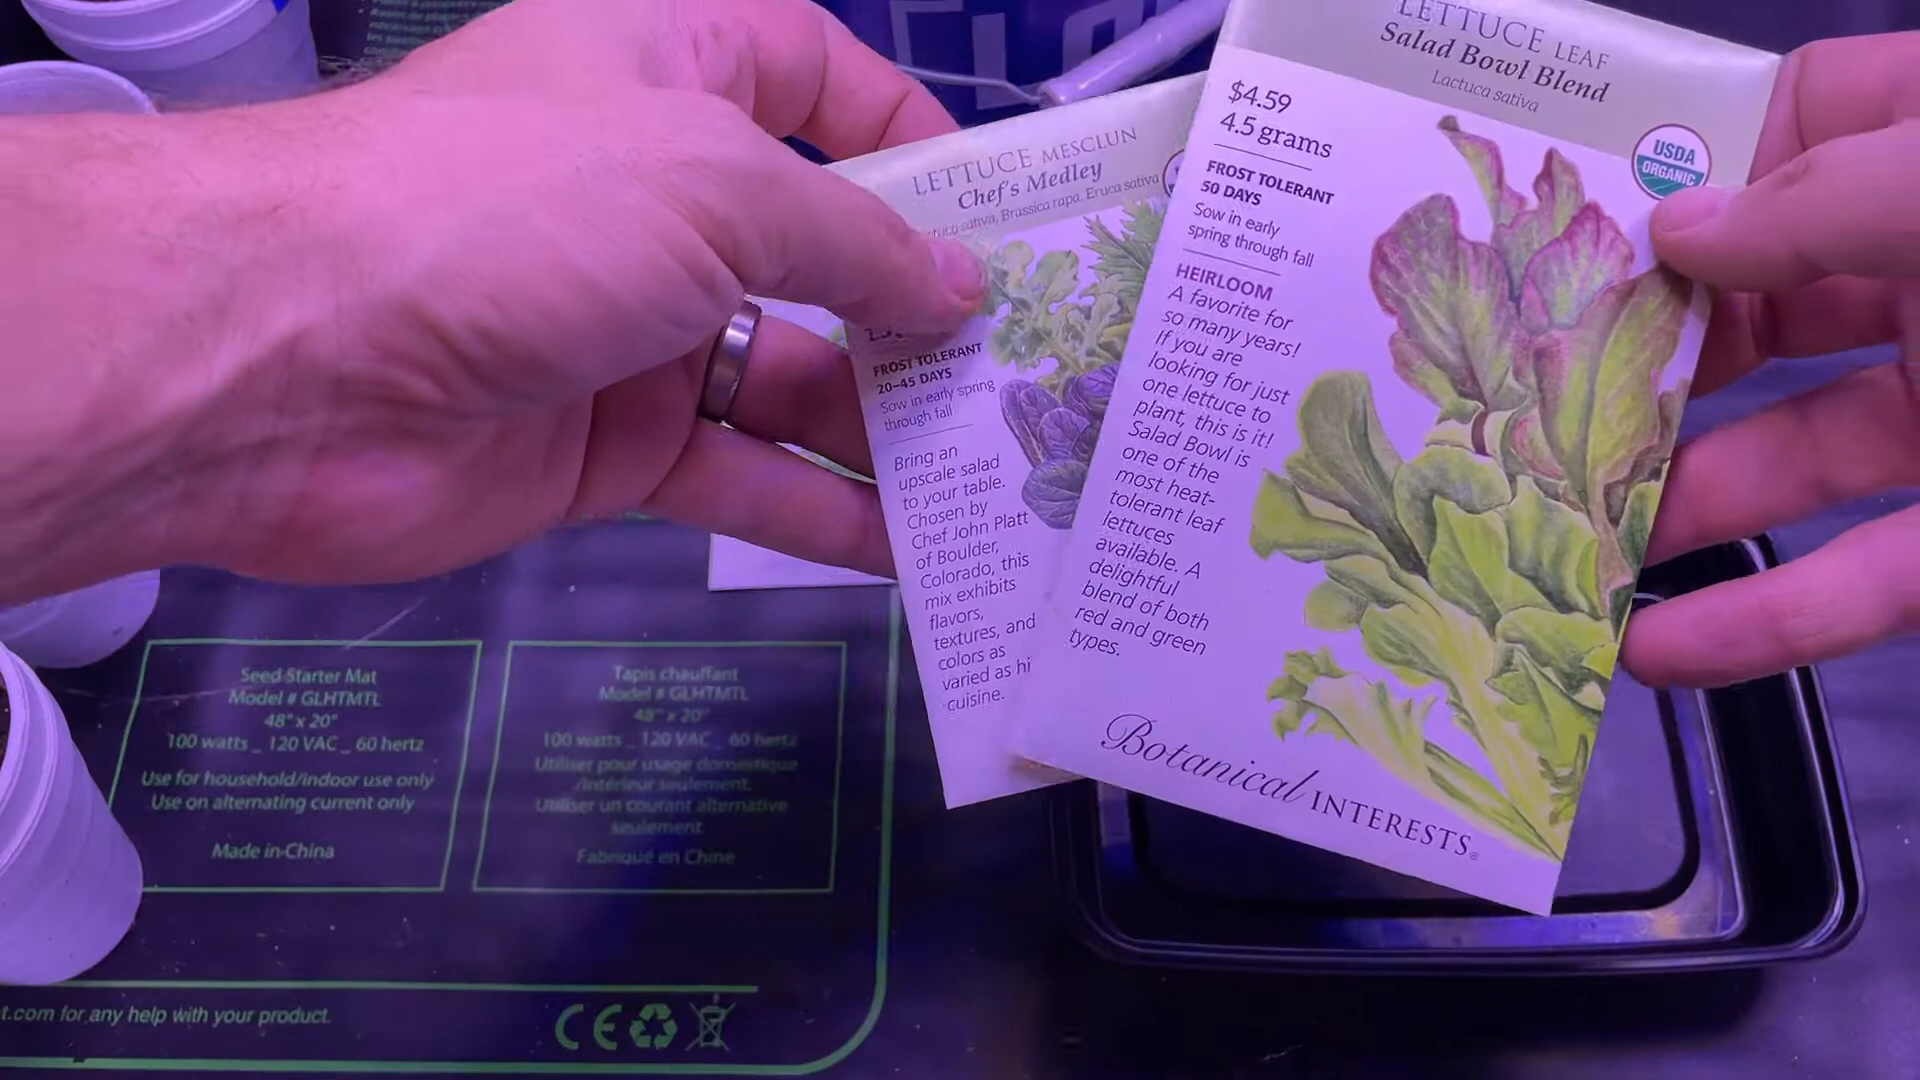 LETTUCE LEAF
Salad Bowl Blend
Lactuca sativa
$4.59
4.5 grams
FROST TOLERANT
50 DAYS
Sow in early
spring through fall
HEIRLOOM
A favorite for
so many years!
If you are
looking for just
one lettuce to
plant, this is it!
Salad Bowl is
one of the
most heat-
tolerant leaf
lettuces
available. A
delightful
blend of both
red and green
types.
USDA
ORGANIC
Botanical INTERESTS®
LETTUCE MESCLUN
Chef's Medley
sativa, Brassica rapa, Eruca sativa
FROST TOLERANT
20–45 DAYS
Sow in early spring
through fall
Bring an
upscale salad
to your table.
Chosen by
Chef John Platt
of Boulder,
Colorado, this
mix exhibits
flavors,
textures, and
colors as
varied as hi
cuisine.
Seed Starter Mat
Model # GLHTMTL
48" x 20"
100 watts _ 120 VAC _ 60 hertz
Use for household/indoor use only
Use on alternating current only
Made in China
Tapis chauffant
Model # GLHTMTL
48" x 20"
100 watts _ 120 VAC _ 60 hertz
Utiliser pour usage domestique
/intérieur seulement.
Utiliser un courant alternative
seulement
Fabriqué en Chine
t.com for any help with your product.
CE